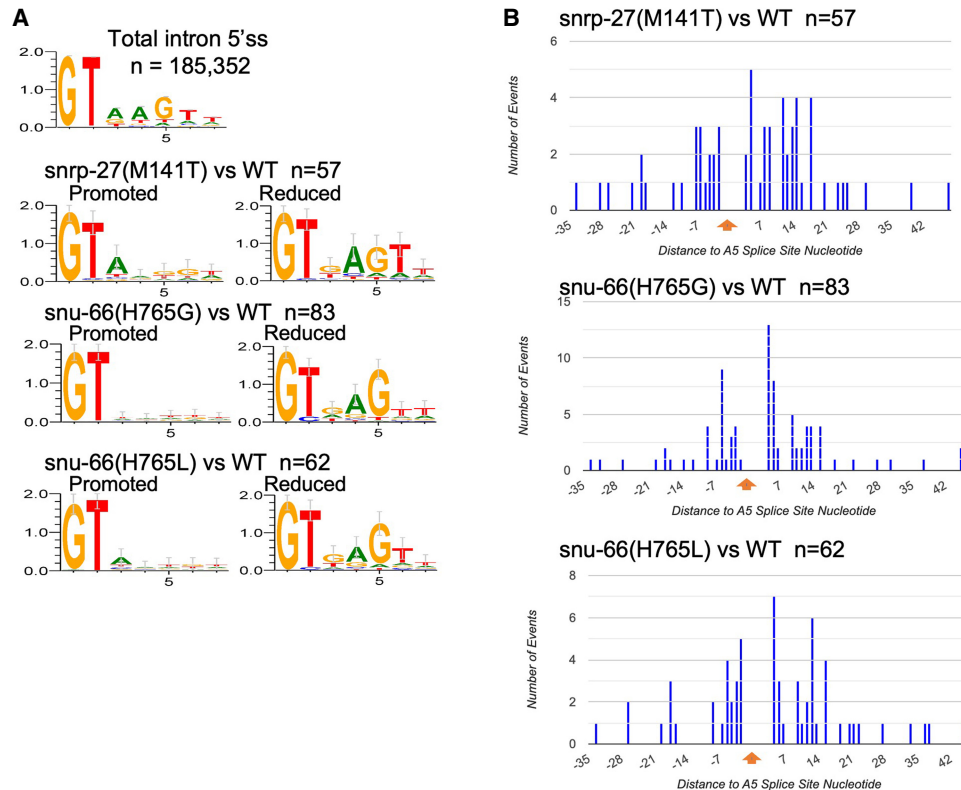 A
Total intron 5'ss
n = 185,352
2.0
1.0
0.0
GT AAGTT
5
snrp-27(M141T) vs WT n=57
Promoted
Reduced
2.0
1.0
0.0
GTA
5
2.0
1.0
0.0
GTGAGTT
5
snu-66(H765G) vs WT n=83
Promoted
Reduced
2.0
1.0
0.0
GT
5
2.0
1.0
0.0
GTGAGTT
5
snu-66(H765L) vs WT n=62
Promoted
Reduced
2.0
1.0
0.0
GTA
5
2.0
1.0
0.0
GTGAGT
5
B
snrp-27(M141T) vs WT n=57
Number of Events
6
4
2
0
-35 -28 -21 -14 -7 7 14 21 28 35 42
Distance to A5 Splice Site Nucleotide
snu-66(H765G) vs WT n=83
Number of Events
15
10
5
0
-35 -28 -21 -14 -7 7 14 21 28 35 42
Distance to A5 Splice Site Nucleotide
snu-66(H765L) vs WT n=62
Number of Events
8
6
4
2
0
-35 -28 -21 -14 -7 7 14 21 28 35 42
Distance to A5 Splice Site Nucleotide